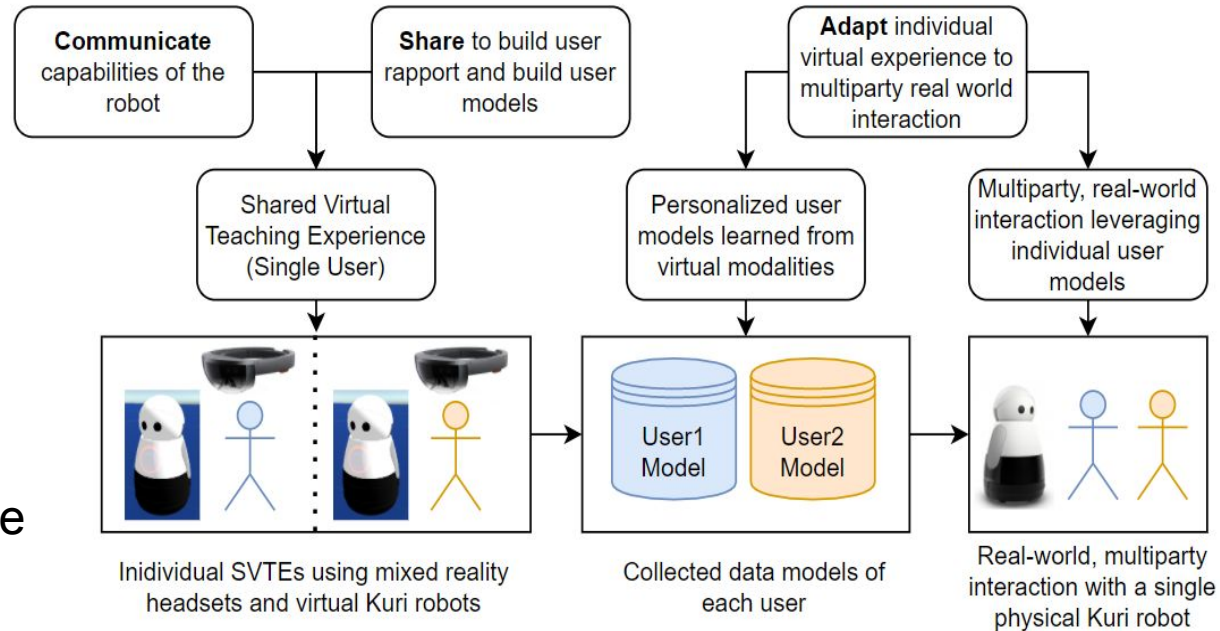 Communicate
capabilities of the
robot
Share to build user
rapport and build user
models
Adapt individual
virtual experience to
multiparty real world
interaction
Shared Virtual
Teaching Experience
(Single User)
Personalized user
models learned from
virtual modalities
Multiparty, real-world
interaction leveraging
individual user
models
User1
Model
User2
Model
e
Inidividual SVTEs using mixed reality
headsets and virtual Kuri robots
Collected data models of
each user
Real-world, multiparty
interaction with a single
physical Kuri robot